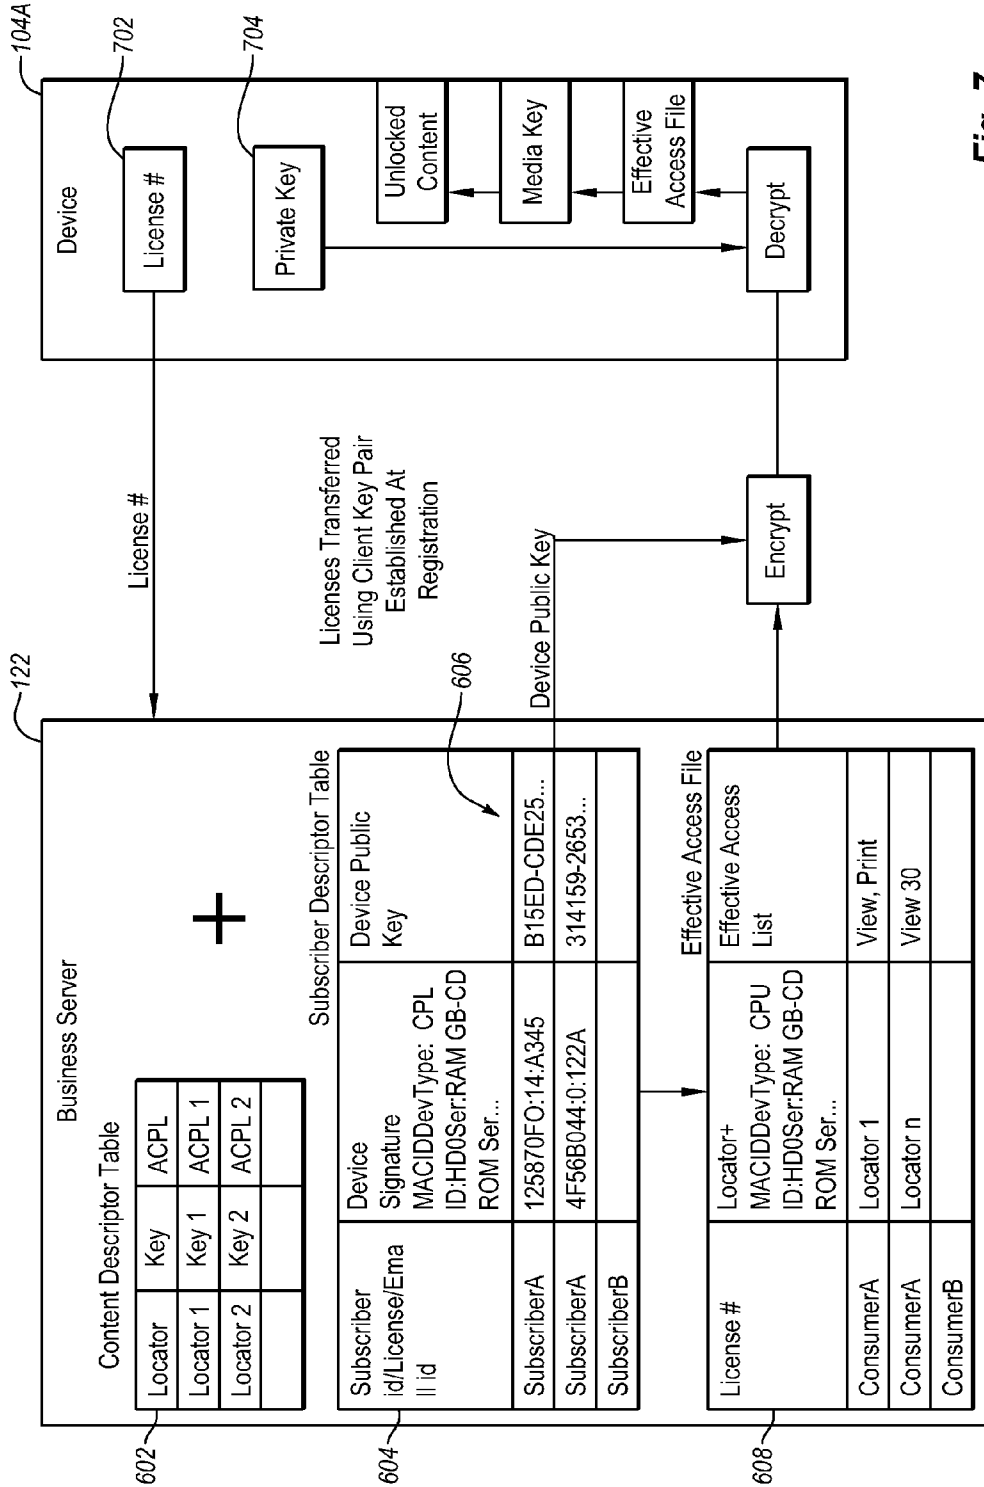 122
Business Server
Content Descriptor Table
Locator Key ACPL
Locator 1 Key 1 ACPL 1
Locator 2 Key 2 ACPL 2
602
+
Subscriber Descriptor Table
Subscriber
id/License/Ema
ll id
Device
Signature
MACIDDevType: CPL
ID:HD0Ser:RAM GB-CD
ROM Ser...
Device Public
Key
SubscriberA 125870FO:14:A345 B15ED-CDE25...
SubscriberA 4F56B044:0:122A 314159-2653...
SubscriberB
604
606
Effective Access File
License #
Locator+
MACIDDevType: CPU
ID:HD0Ser:RAM GB-CD
ROM Ser...
Effective Access
List
ConsumerA Locator 1 View, Print
ConsumerA Locator n View 30
ConsumerB
608
License #
Licenses Transferred
Using Client Key Pair
Established At
Registration
Device Public Key
Encrypt
104A
Device
702
License #
704
Private Key
Unlocked
Content
Media Key
Effective
Access File
Decrypt